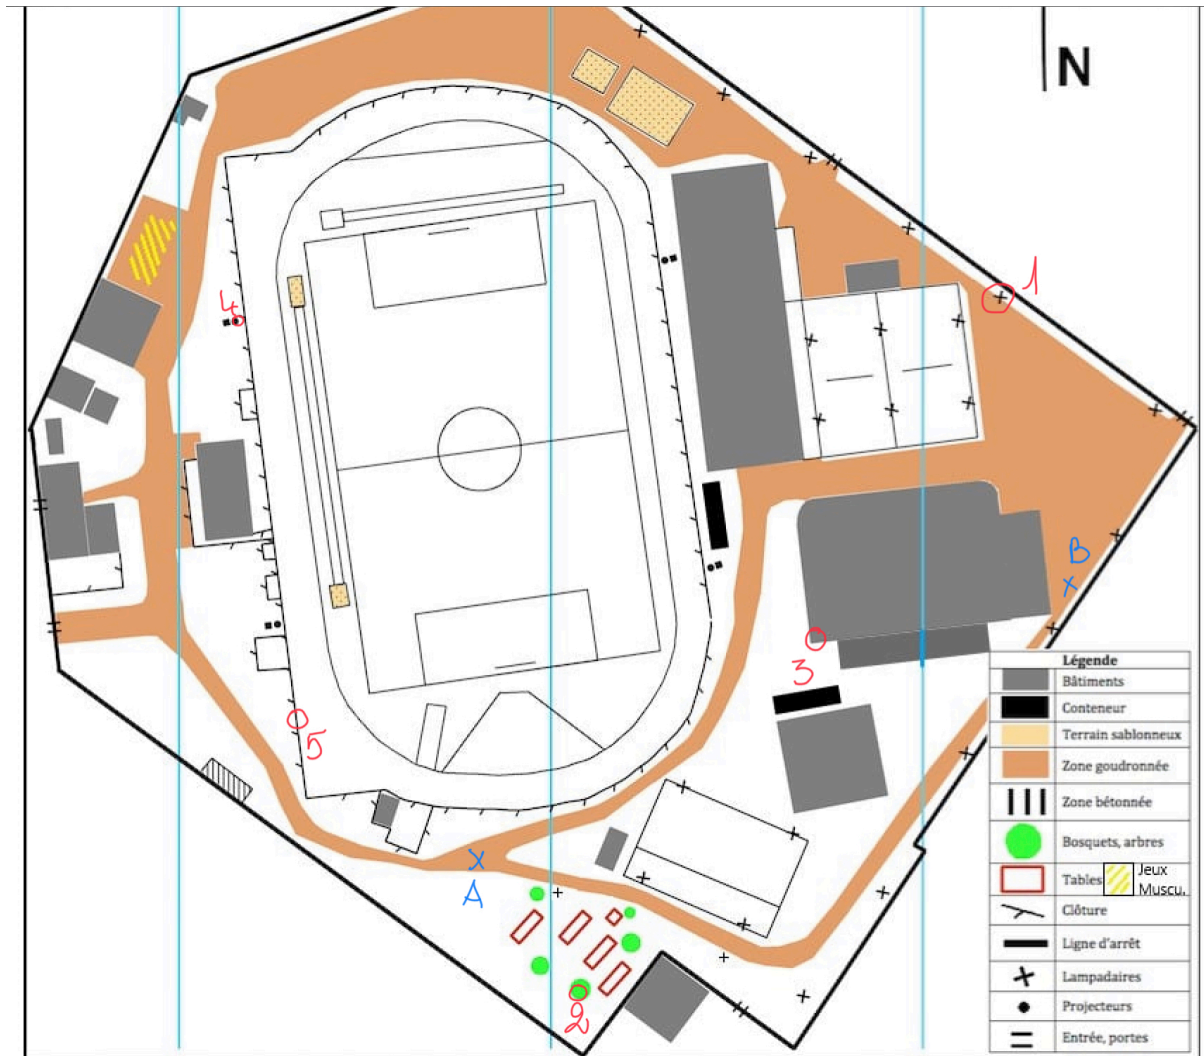 N
1
4
B
3
5
A
2
Légende
Bâtiments
Conteneur
Terrain sablonneux
Zone goudronnée
Zone bétonnée
Bosquets, arbres
Tables Jeux Muscu.
Clôture
Ligne d'arrêt
Lampadaires
Projecteurs
Entrée, portes